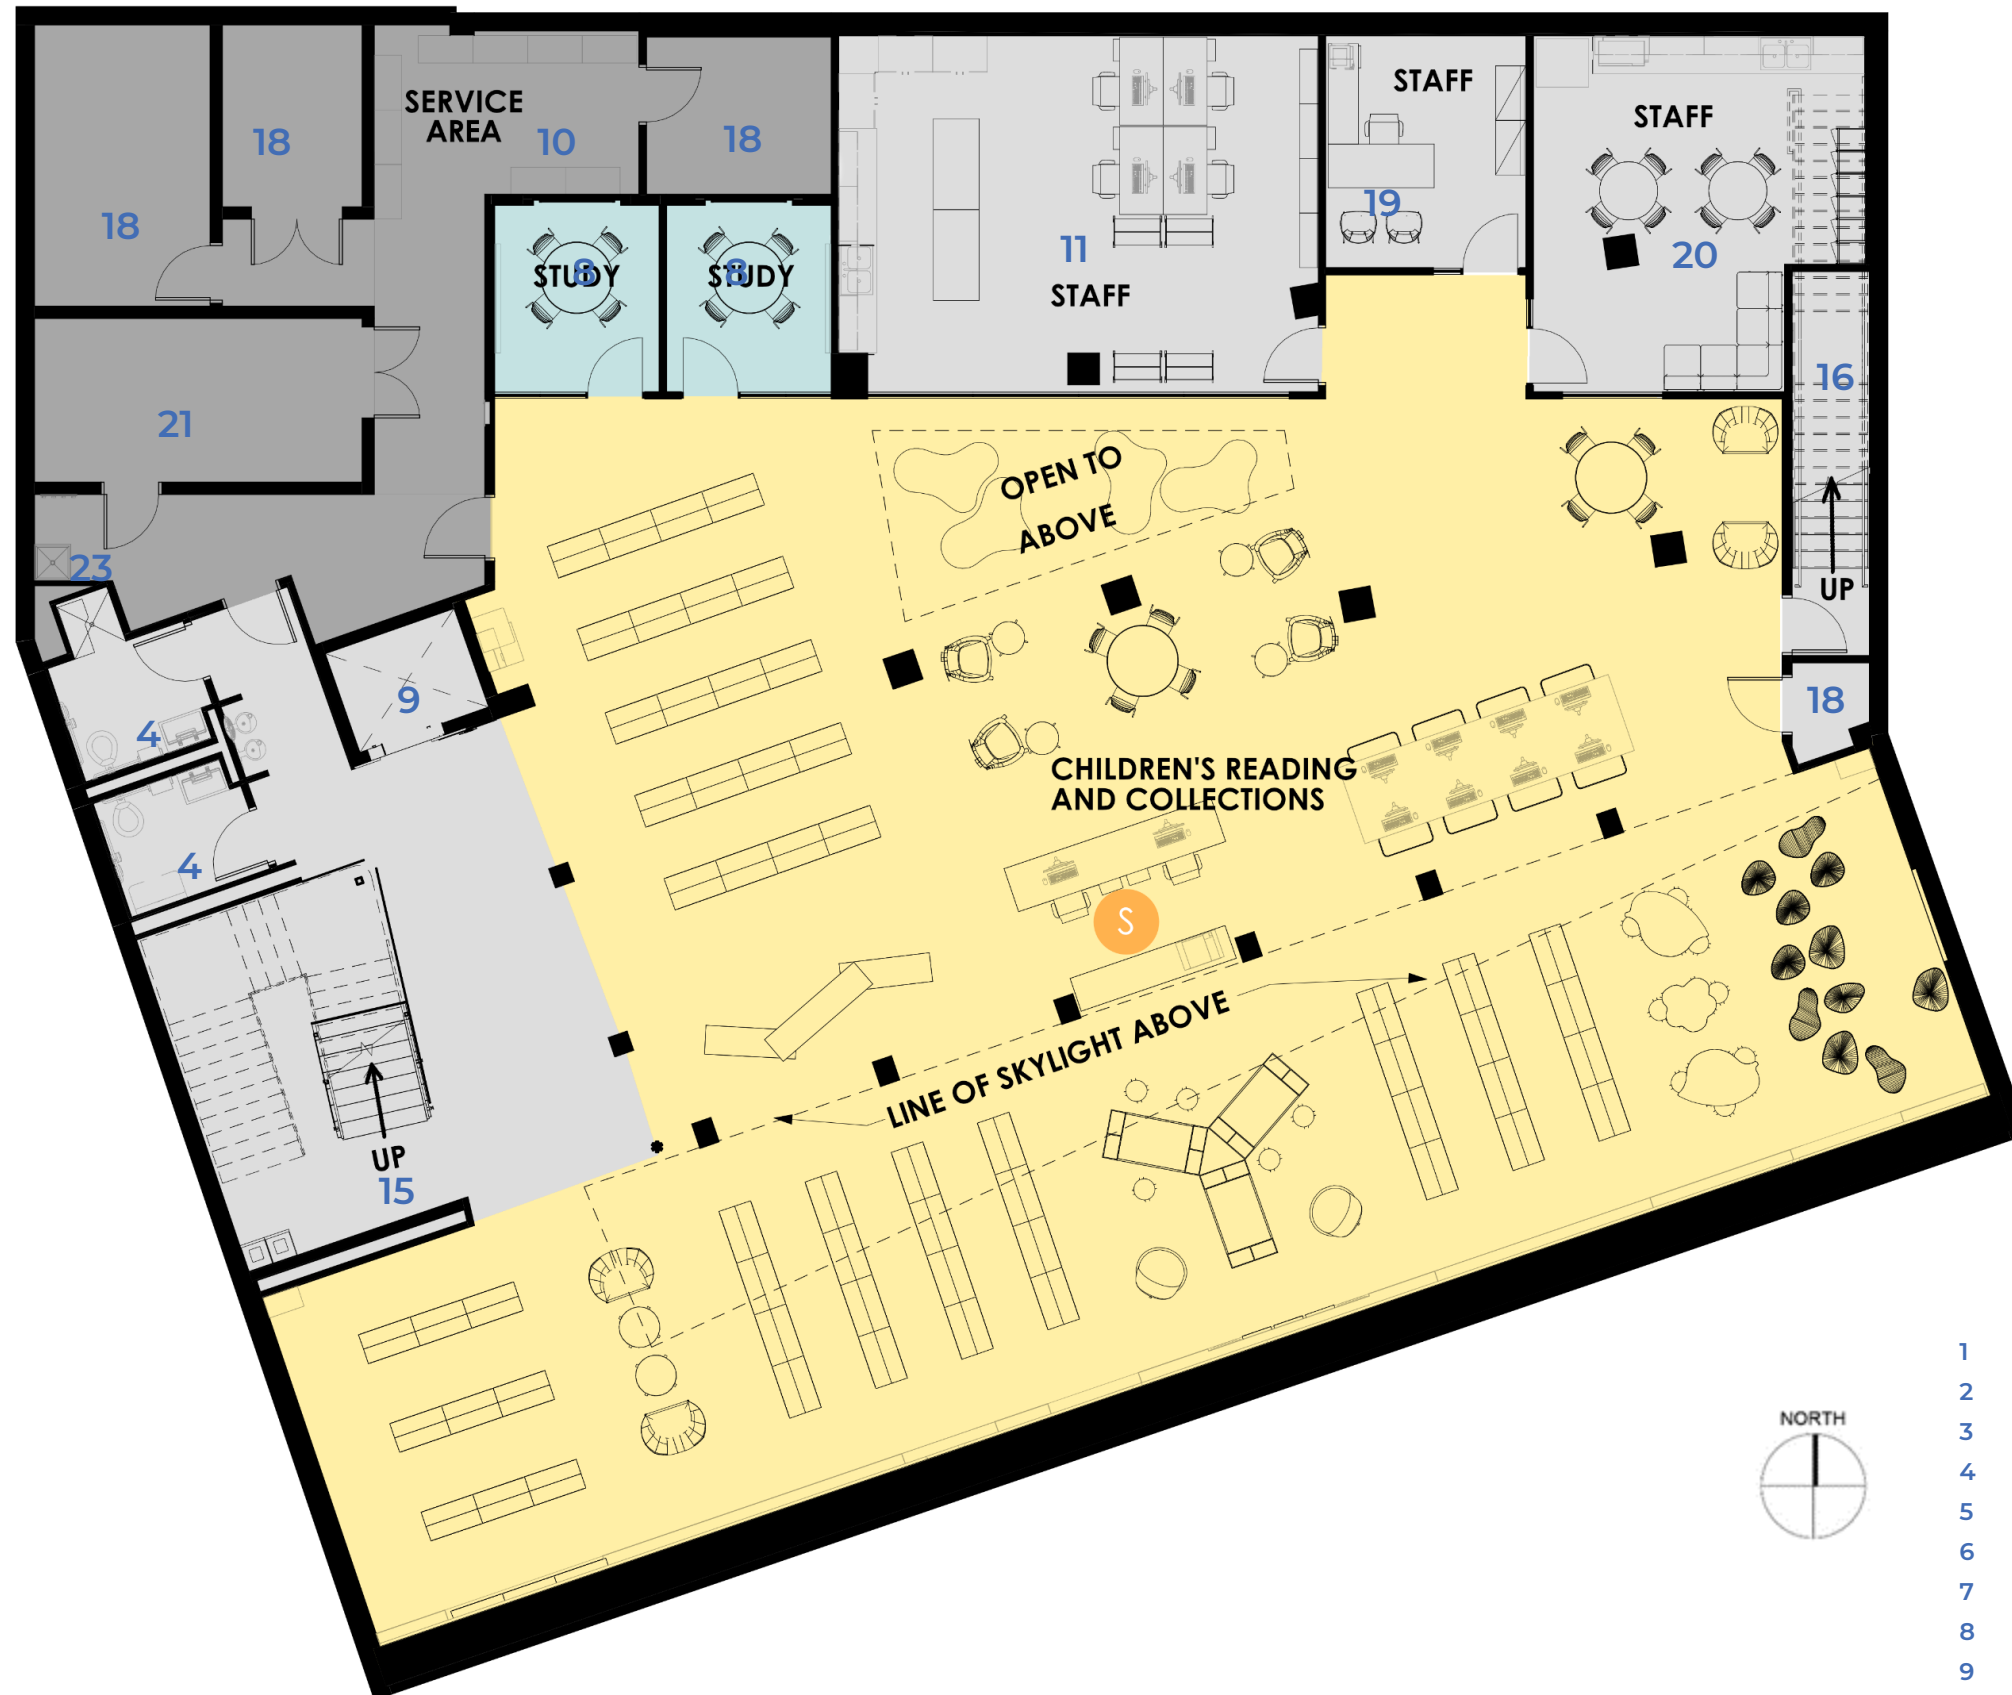 SERVICE
AREA
10
18
18
18
STAFF
19
STAFF
20
11
STAFF
STUDY
8
STUDY
8
16
UP
21
23
OPEN TO
ABOVE
9
18
4
4
CHILDREN'S READING
AND COLLECTIONS
S
LINE OF SKYLIGHT ABOVE
UP
15
NORTH
1
2
3
4
5
6
7
8
9